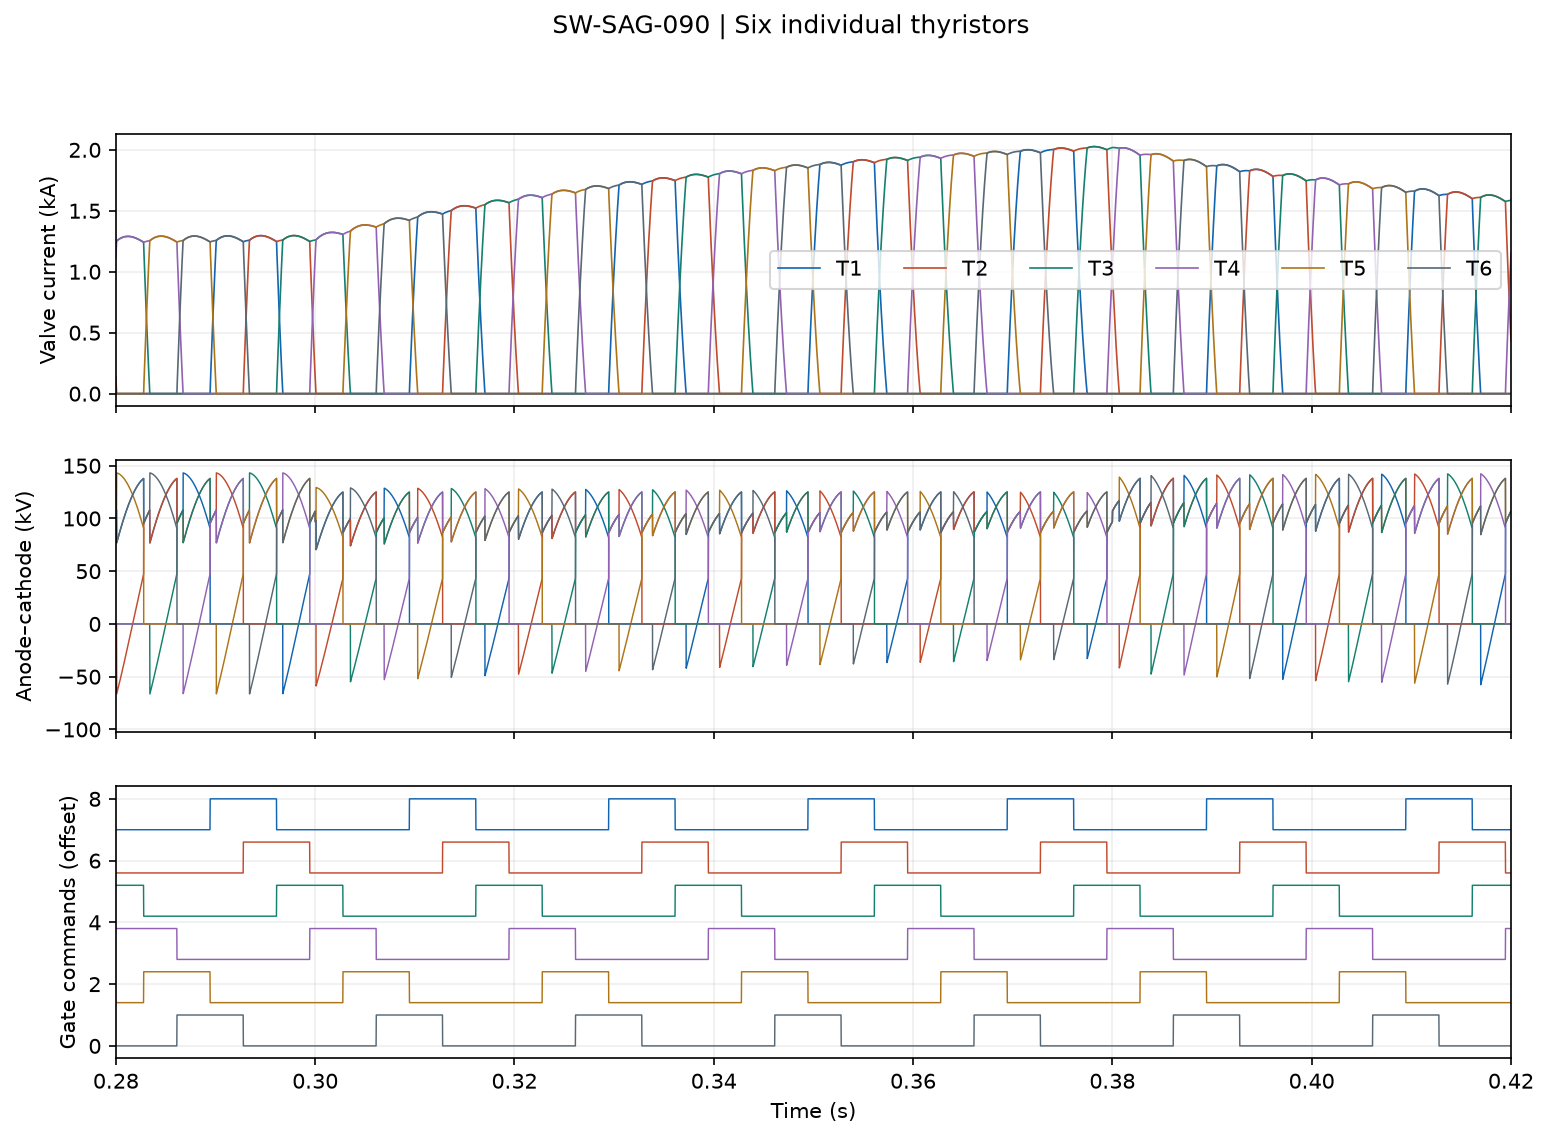 SW-SAG-090 | Six individual thyristors
Valve current (kA)
2.0
1.5
1.0
0.5
0.0
T1 T2 T3 T4 T5 T6
Anode–cathode (kV)
150
100
50
0
−50
−100
Gate commands (offset)
8
6
4
2
0
0.28 0.30 0.32 0.34 0.36 0.38 0.40 0.42
Time (s)